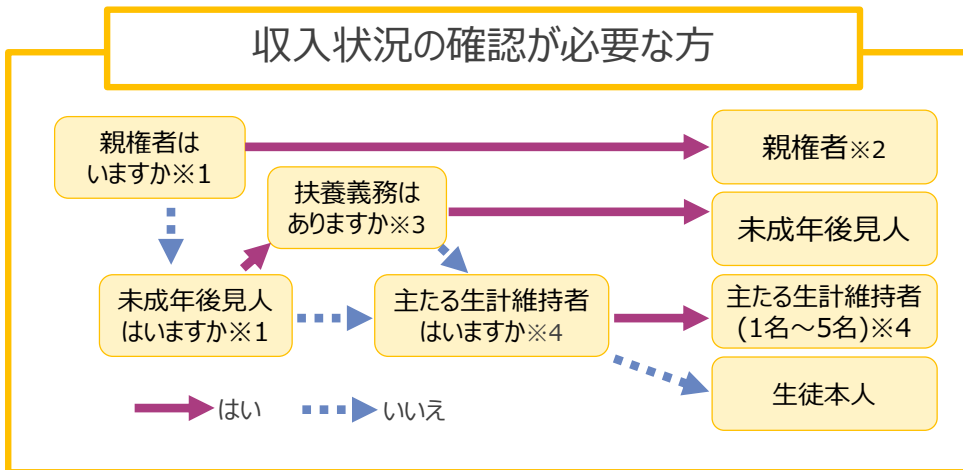 収入状況の確認が必要な方
親権者は
いますか※1
親権者※2
扶養義務は
ありますか※3
未成年後見人
未成年後見人
はいますか※1
主たる生計維持者
はいますか※4
主たる生計維持者
(1名～5名)※4
生徒本人
はい
いいえ